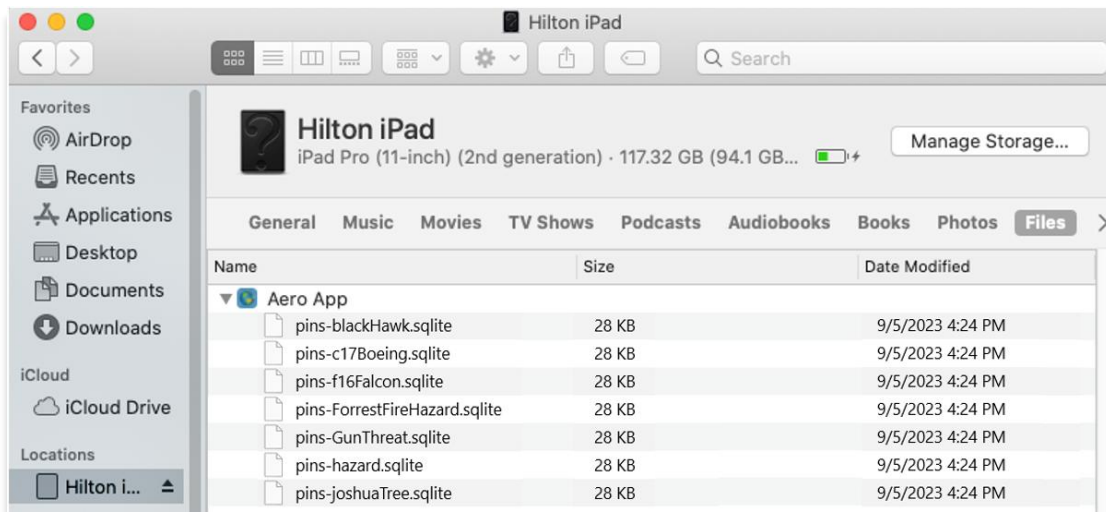 Hilton iPad
Search
Favorites
AirDrop
Recents
Applications
Desktop
Documents
Downloads
iCloud
iCloud Drive
Locations
Hilton i...
Hilton iPad
iPad Pro (11-inch) (2nd generation) · 117.32 GB (94.1 GB...
Manage Storage...
General Music Movies TV Shows Podcasts Audiobooks Books Photos Files
Name Size Date Modified
Aero App
pins-blackHawk.sqlite 28 KB 9/5/2023 4:24 PM
pins-c17Boeing.sqlite 28 KB 9/5/2023 4:24 PM
pins-f16Falcon.sqlite 28 KB 9/5/2023 4:24 PM
pins-ForrestFireHazard.sqlite 28 KB 9/5/2023 4:24 PM
pins-GunThreat.sqlite 28 KB 9/5/2023 4:24 PM
pins-hazard.sqlite 28 KB 9/5/2023 4:24 PM
pins-joshuaTree.sqlite 28 KB 9/5/2023 4:24 PM